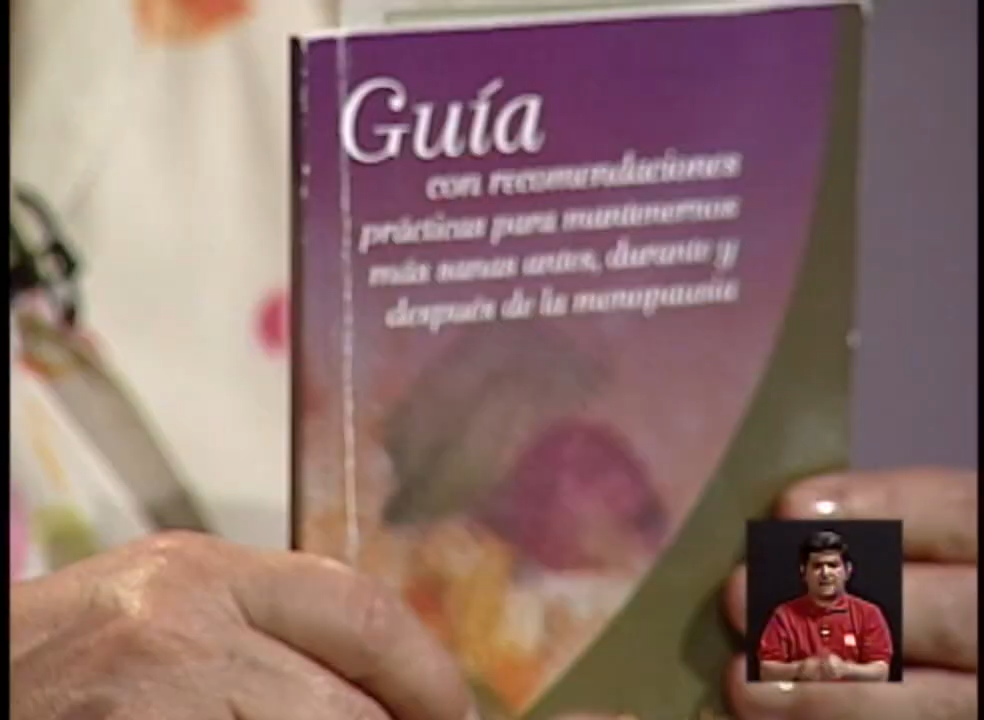 Guía
con recomendaciones
prácticas para mantenernos
más sanas antes, durante y
después de la menopausia